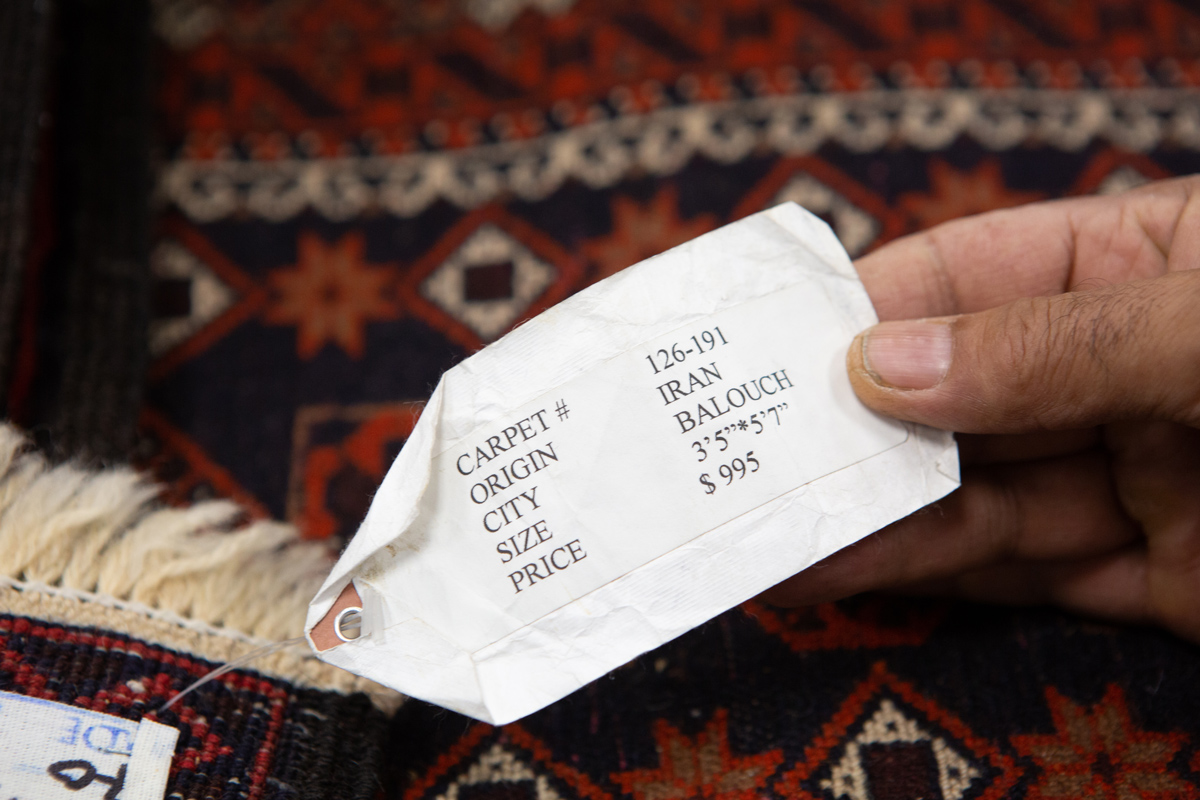 CARPET # 126-191
ORIGIN IRAN
CITY BALOUCH
SIZE 3'5"*5'7"
PRICE $ 995